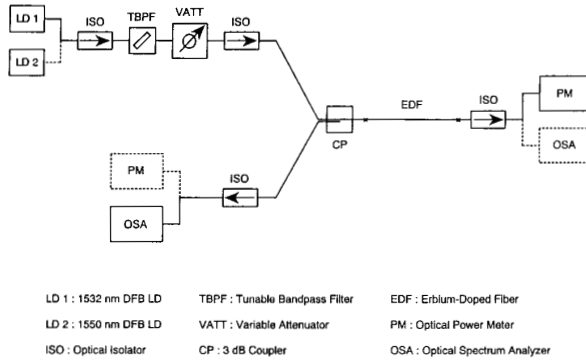 LD 1
LD 2
ISO
TBPF
VATT
ISO
CP
EDF
ISO
PM
OSA
PM
OSA
ISO
LD 1 : 1532 nm DFB LD
TBPF : Tunable Bandpass Filter
EDF : Erbium-Doped Fiber
LD 2 : 1550 nm DFB LD
VATT : Variable Attenuator
PM : Optical Power Meter
ISO : Optical Isolator
CP : 3 dB Coupler
OSA : Optical Spectrum Analyzer